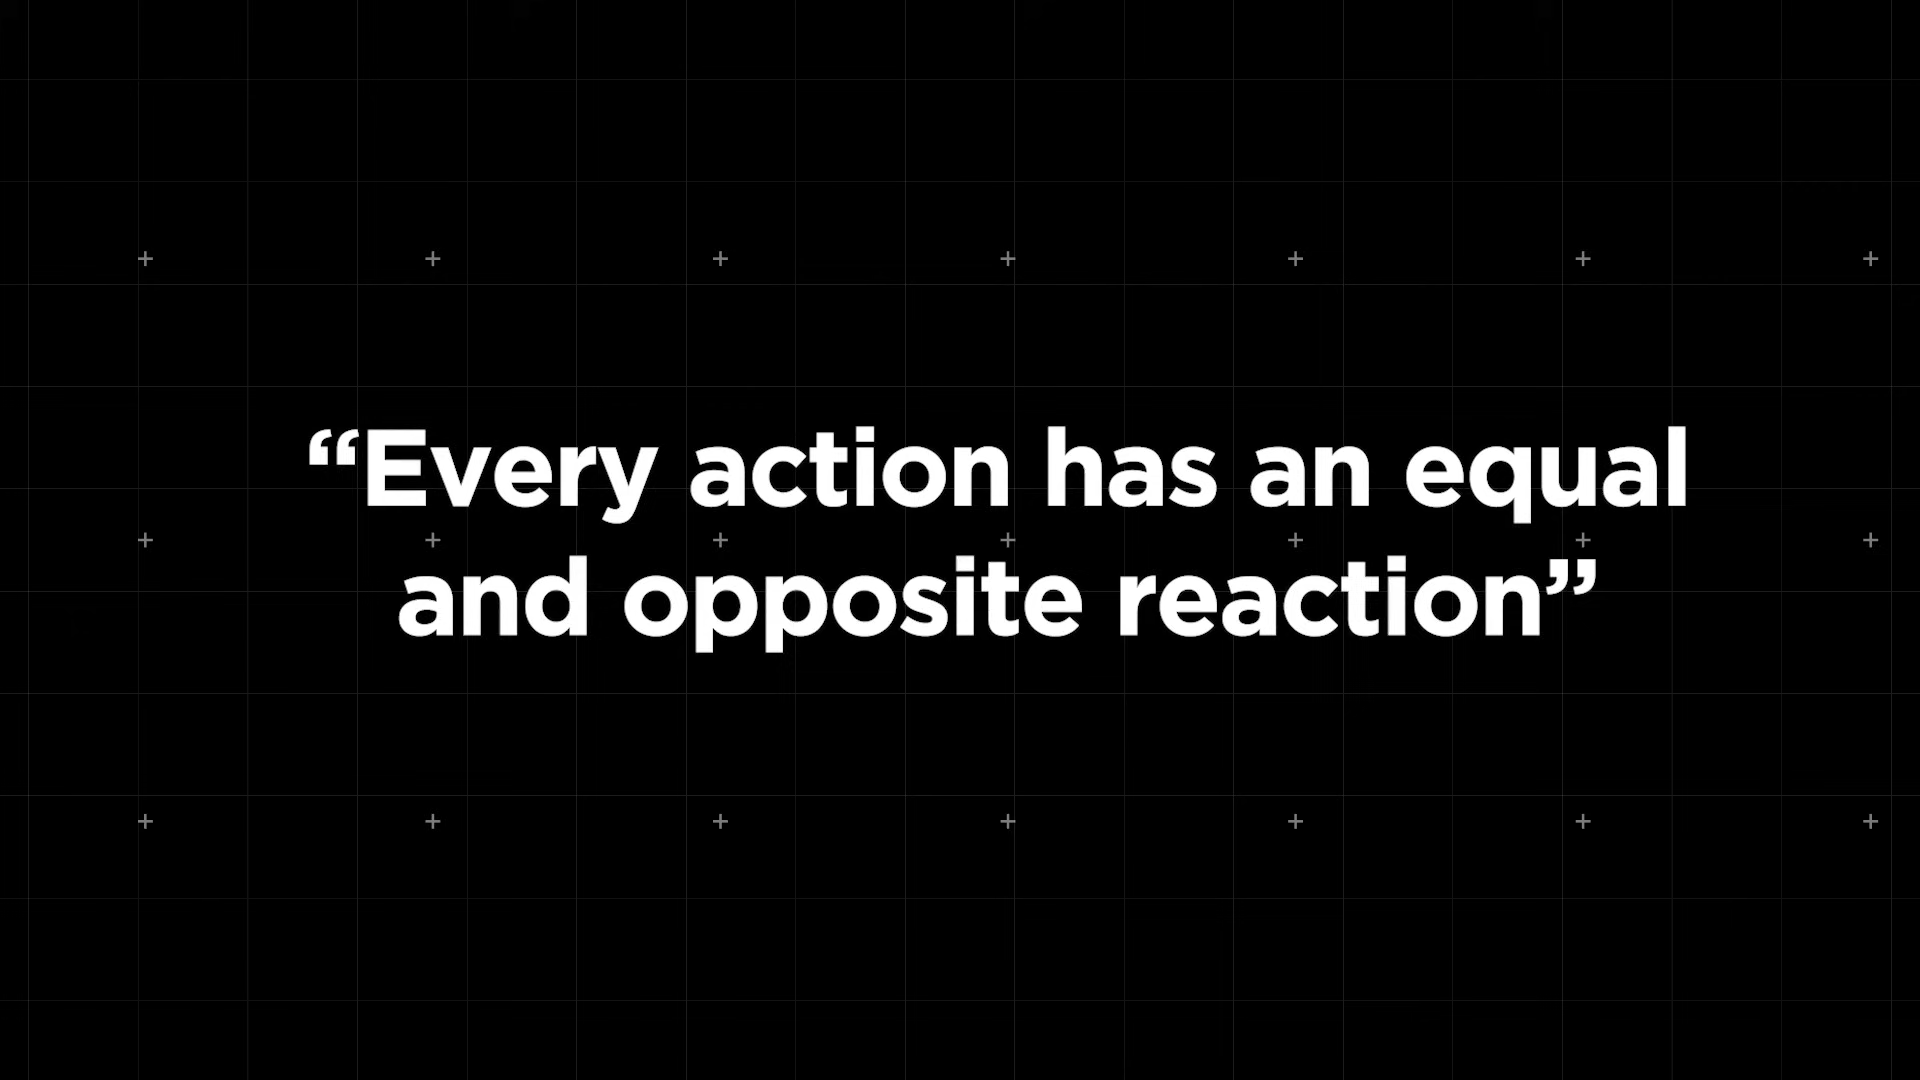 “Every action has an equal
and opposite reaction”